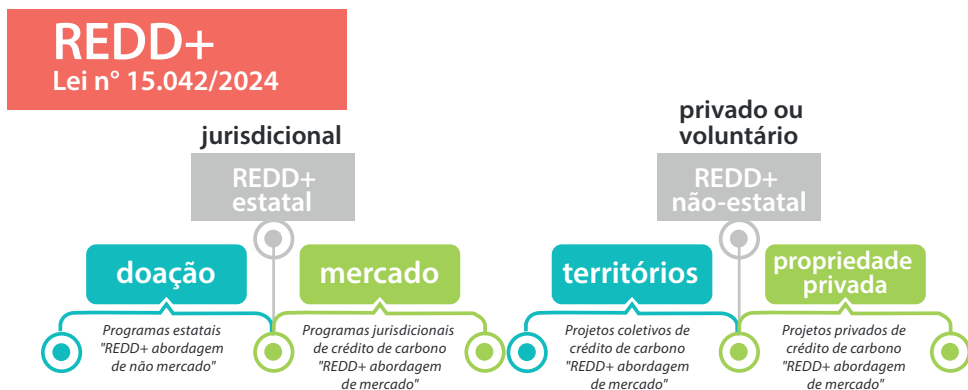 REDD+
Lei n° 15.042/2024
jurisdicional
REDD+
estatal
doação
Programas estatais
"REDD+ abordagem
de não mercado"
mercado
Programas jurisdicionais
de crédito de carbono
"REDD+ abordagem
de mercado"
privado ou
voluntário
REDD+
não-estatal
territórios
Projetos coletivos de
crédito de carbono
"REDD+ abordagem
de mercado"
propriedade
privada
Projetos privados de
crédito de carbono
"REDD+ abordagem
de mercado"